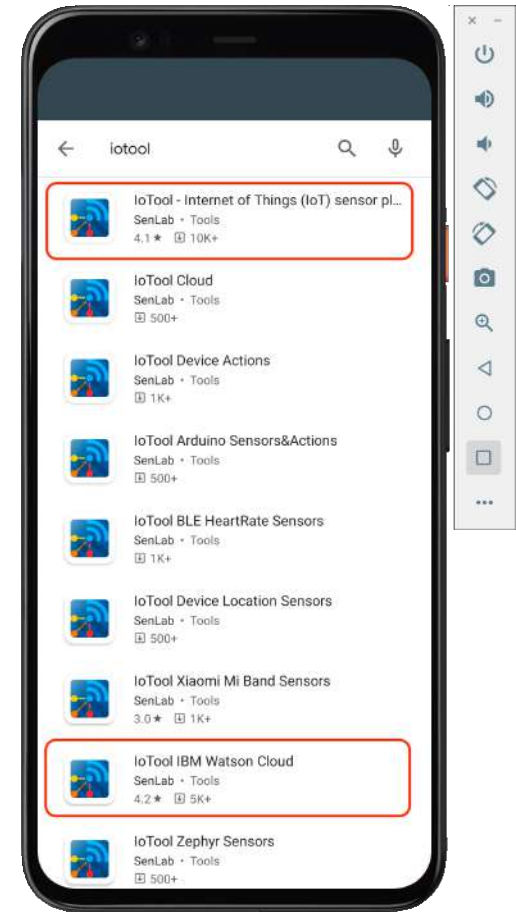 iotool
IoTool - Internet of Things (IoT) sensor pl...
SenLab • Tools
4.1★ 10K+
IoTool Cloud
SenLab • Tools
500+
IoTool Device Actions
SenLab • Tools
1K+
IoTool Arduino Sensors&Actions
SenLab • Tools
500+
IoTool BLE HeartRate Sensors
SenLab • Tools
1K+
IoTool Device Location Sensors
SenLab • Tools
500+
IoTool Xiaomi Mi Band Sensors
SenLab • Tools
3.0★ 1K+
IoTool IBM Watson Cloud
SenLab • Tools
4.2★ 5K+
IoTool Zephyr Sensors
SenLab • Tools
500+